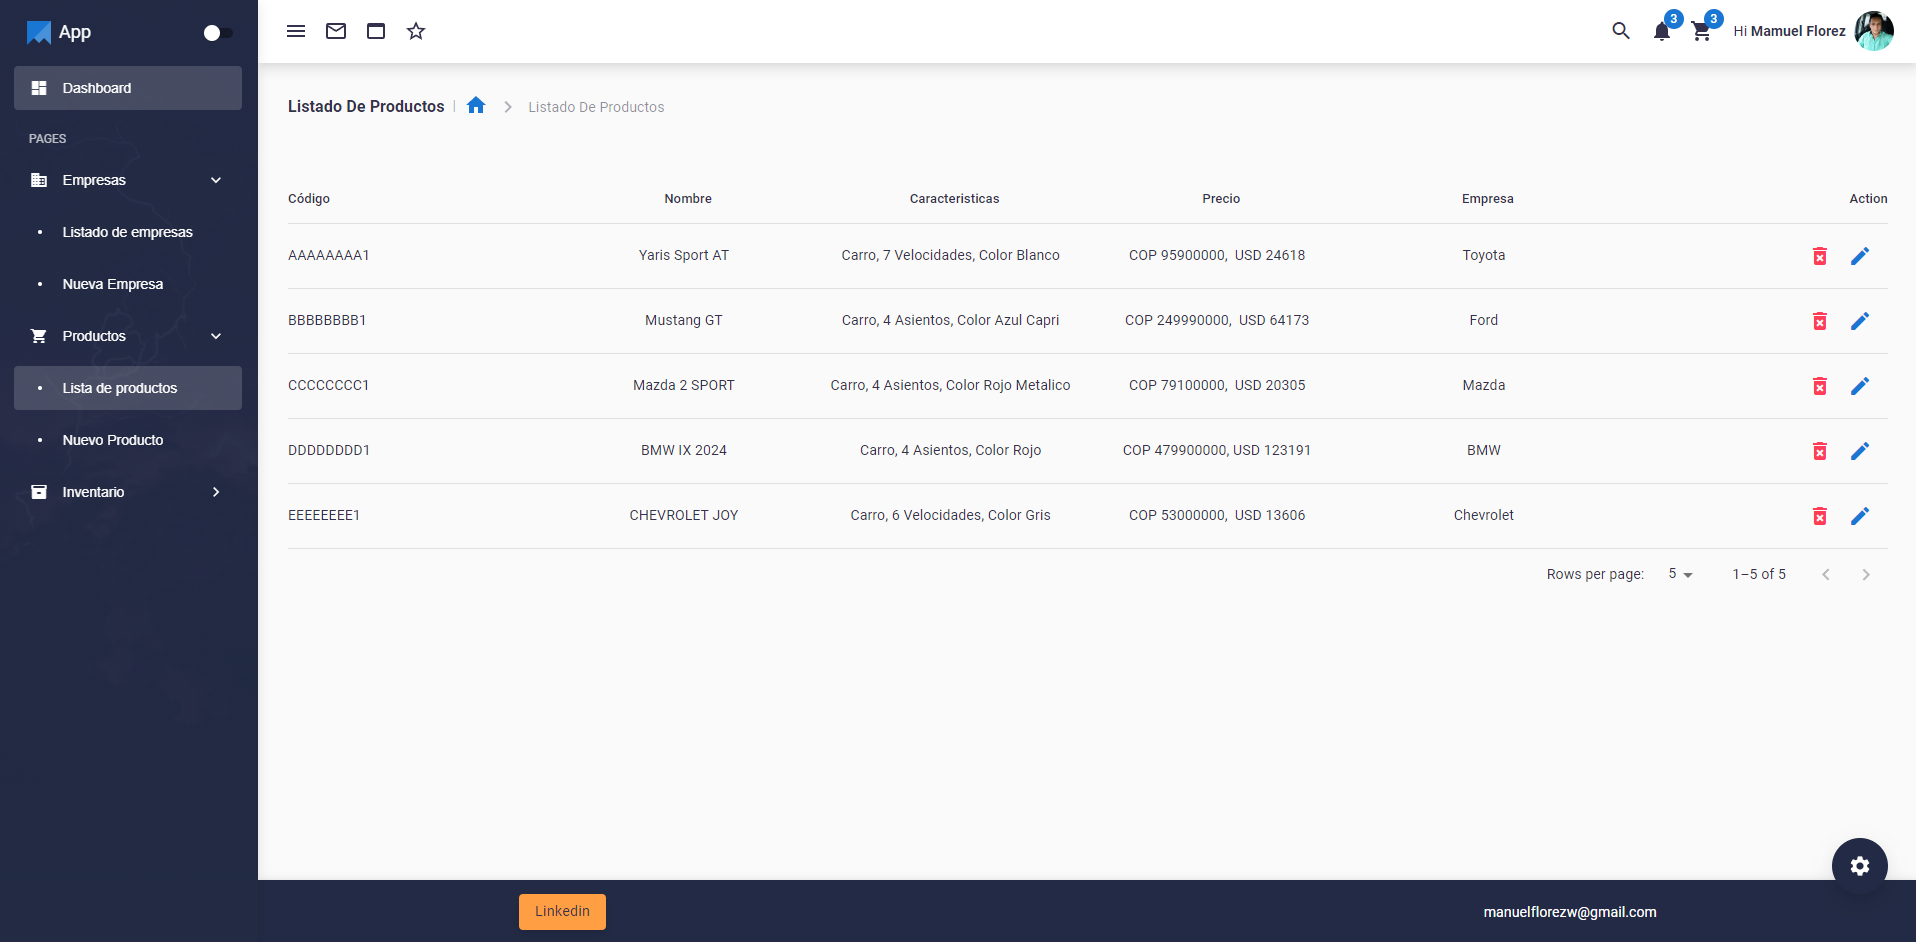 App
Dashboard
PAGES
Empresas
Listado de empresas
Nueva Empresa
Productos
Lista de productos
Nuevo Producto
Inventario
3
3
Hi Mamuel Florez
Listado De Productos | Listado De Productos
Código Nombre Caracteristicas Precio Empresa Action
AAAAAAAA1 Yaris Sport AT Carro, 7 Velocidades, Color Blanco COP 95900000, USD 24618 Toyota
BBBBBBBB1 Mustang GT Carro, 4 Asientos, Color Azul Capri COP 249990000, USD 64173 Ford
CCCCCCCC1 Mazda 2 SPORT Carro, 4 Asientos, Color Rojo Metalico COP 79100000, USD 20305 Mazda
DDDDDDDD1 BMW IX 2024 Carro, 4 Asientos, Color Rojo COP 479900000, USD 123191 BMW
EEEEEEEE1 CHEVROLET JOY Carro, 6 Velocidades, Color Gris COP 53000000, USD 13606 Chevrolet
Rows per page: 5 1–5 of 5
Linkedin
manuelflorezw@gmail.com